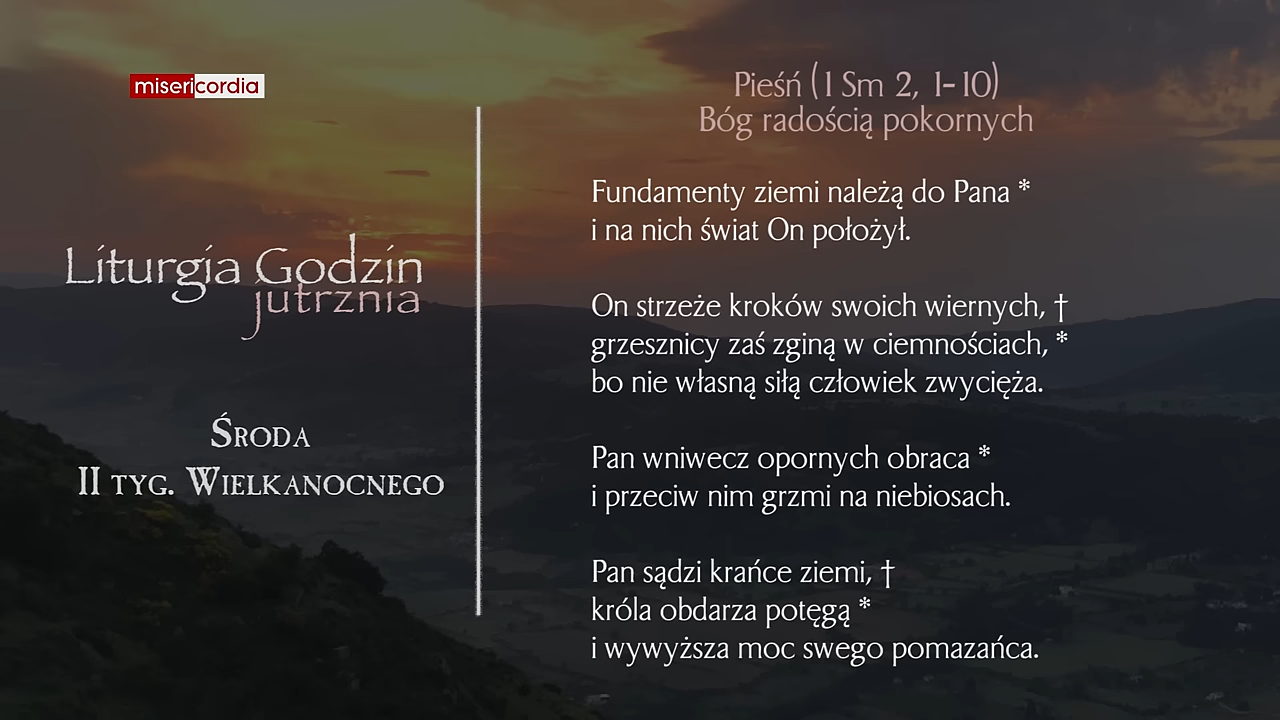 misericordia
Liturgia Godzin
jutrznia
Środa
II tyg. Wielkanocnego
Pieśń (1 Sm 2, 1-10)
Bóg radością pokornych
Fundamenty ziemi należą do Pana *
i na nich świat On położył.
On strzeże kroków swoich wiernych, †
grzesznicy zaś zginą w ciemnościach, *
bo nie własną siłą człowiek zwycięża.
Pan wniwecz opornych obraca *
i przeciw nim grzmi na niebiosach.
Pan sądzi krańce ziemi, †
króla obdarza potęgą *
i wywyższa moc swego pomazańca.